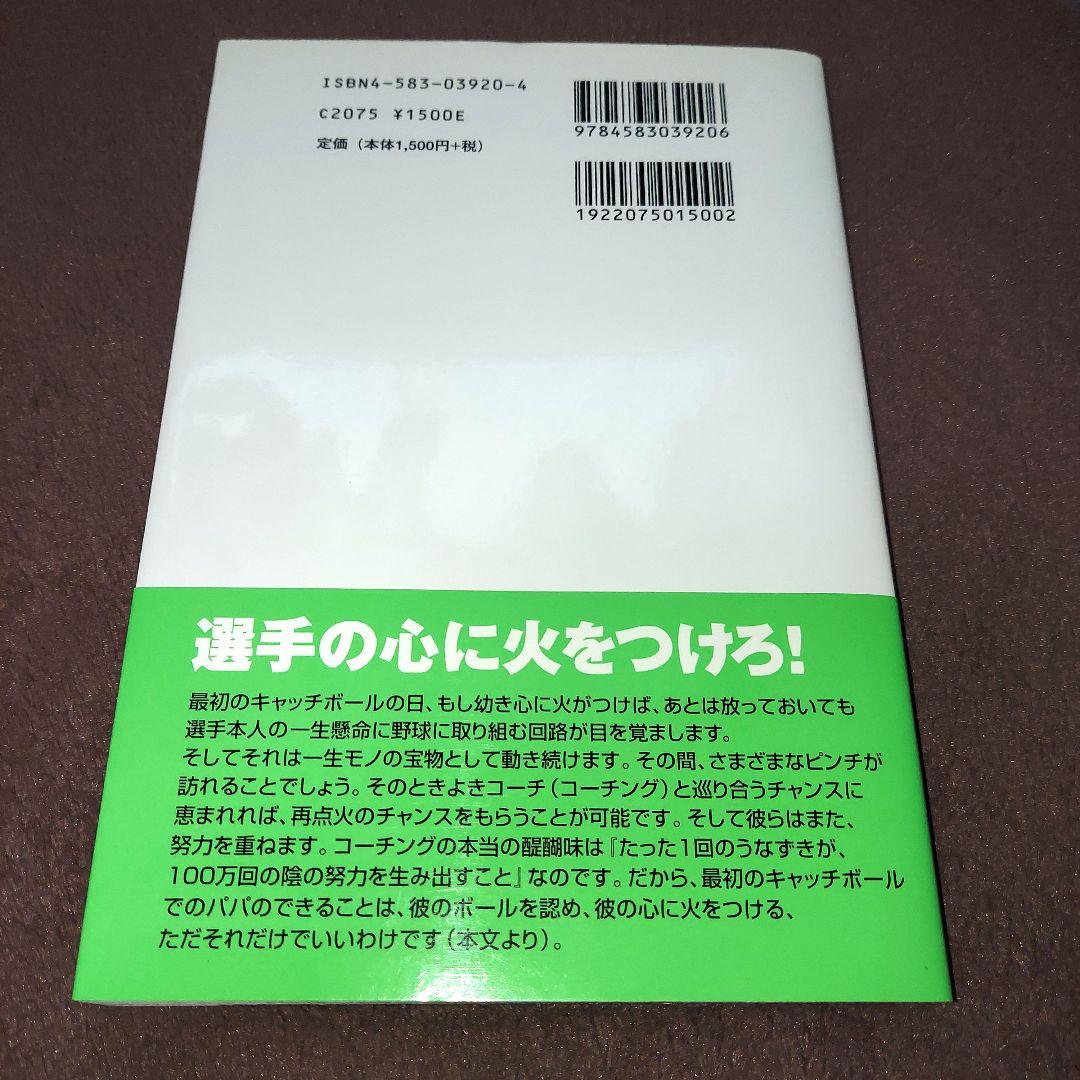 ISBN4-583-03920-4
C2075 ¥1500E
定価（本体1,500円+税）
9784583039206
1922075015002
選手の心に火をつけろ!
最初のキャッチボールの日、もし幼き心に火がつけば、あとは放っておいても
選手本人の一生懸命に野球に取り組む回路が目を覚まします。
そしてそれは一生モノの宝物として動き続けます。その間、さまざまなピンチが
訪れることでしょう。そのときよきコーチ（コーチング）と巡り合うチャンスに
恵まれれば、再点火のチャンスをもらうことが可能です。そして彼らはまた、
努力を重ねます。コーチングの本当の醍醐味は『たった1回のうなずきが、
100万回の陰の努力を生み出すこと』なのです。だから、最初のキャッチボール
でのパパのできることは、彼のボールを認め、彼の心に火をつける、
ただそれだけでいいわけです（本文より）。